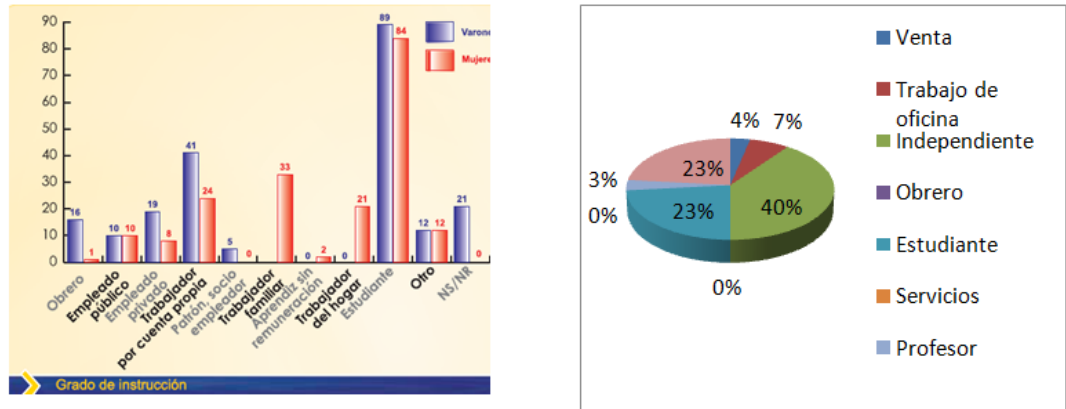 90
80
70
60
50
40
30
20
10
0
Varone
Mujere
16
1
10
10
19
8
41
24
5
0
33
0
2
0
21
89
84
12
12
21
0
Obrero
Empleado
público
Empleado
privado
Trabajador
por cuenta propia
Patrón, socio
empleador
Trabajador
familiar
Aprendiz sin
remuneración
Trabajador
del hogar
Estudiante
Otro
NS/NR
Grado de instrucción
4%
7%
40%
0%
23%
0%
3%
23%
Venta
Trabajo de
oficina
Independiente
Obrero
Estudiante
Servicios
Profesor